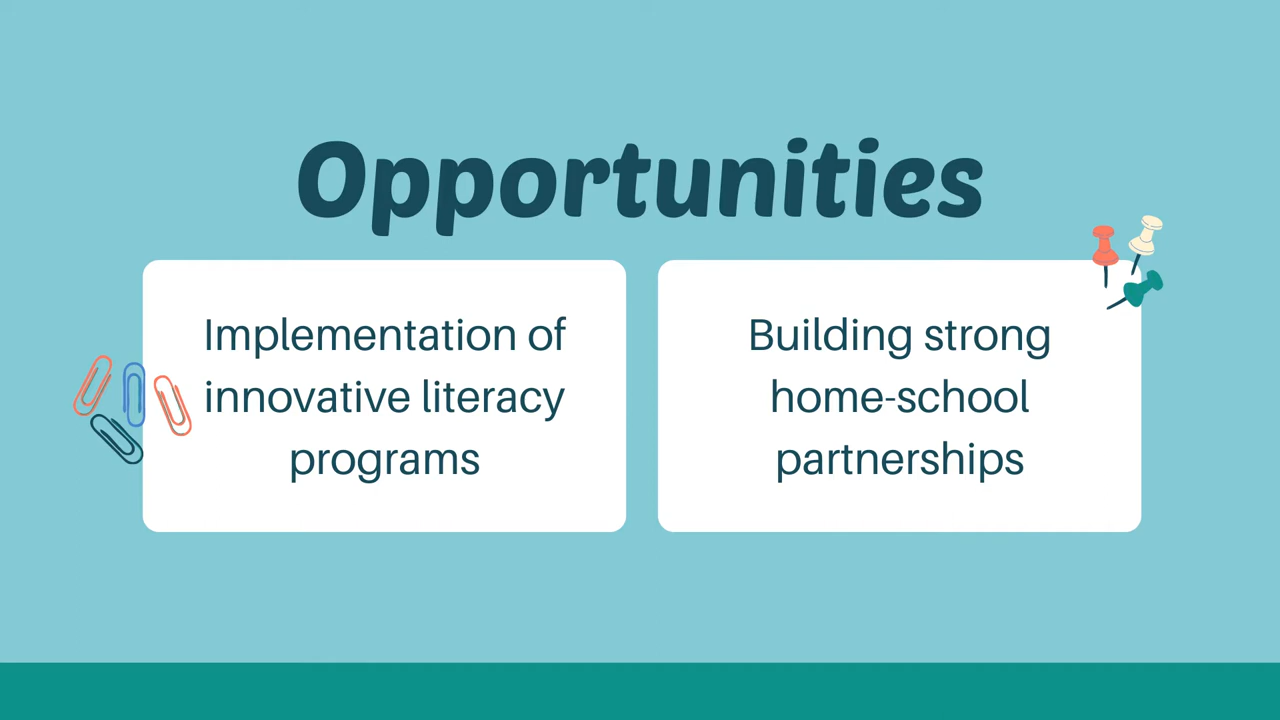 Opportunities
Implementation of
innovative literacy
programs
Building strong
home-school
partnerships